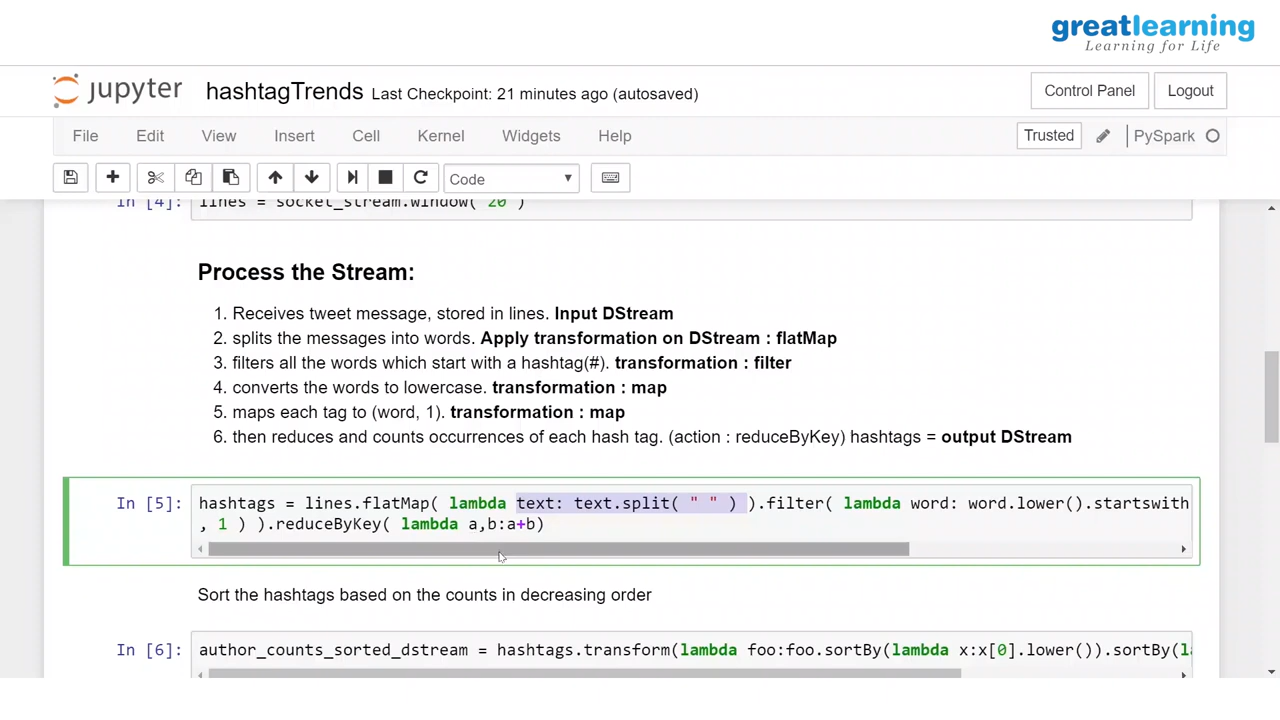 greatlearning
Learning for Life
jupyter hashtagTrends Last Checkpoint: 21 minutes ago (autosaved) Control Panel Logout
File Edit View Insert Cell Kernel Widgets Help Trusted PySpark
Code
In [4]: lines = socket_stream.window( 20 )
Process the Stream:
1. Receives tweet message, stored in lines. Input DStream
2. splits the messages into words. Apply transformation on DStream : flatMap
3. filters all the words which start with a hashtag(#). transformation : filter
4. converts the words to lowercase. transformation : map
5. maps each tag to (word, 1). transformation : map
6. then reduces and counts occurrences of each hash tag. (action : reduceByKey) hashtags = output DStream
In [5]: hashtags = lines.flatMap( lambda text: text.split( " " ) ).filter( lambda word: word.lower().startswith
, 1 ) ).reduceByKey( lambda a,b:a+b)
Sort the hashtags based on the counts in decreasing order
In [6]: author_counts_sorted_dstream = hashtags.transform(lambda foo:foo.sortBy(lambda x:x[0].lower()).sortBy(la